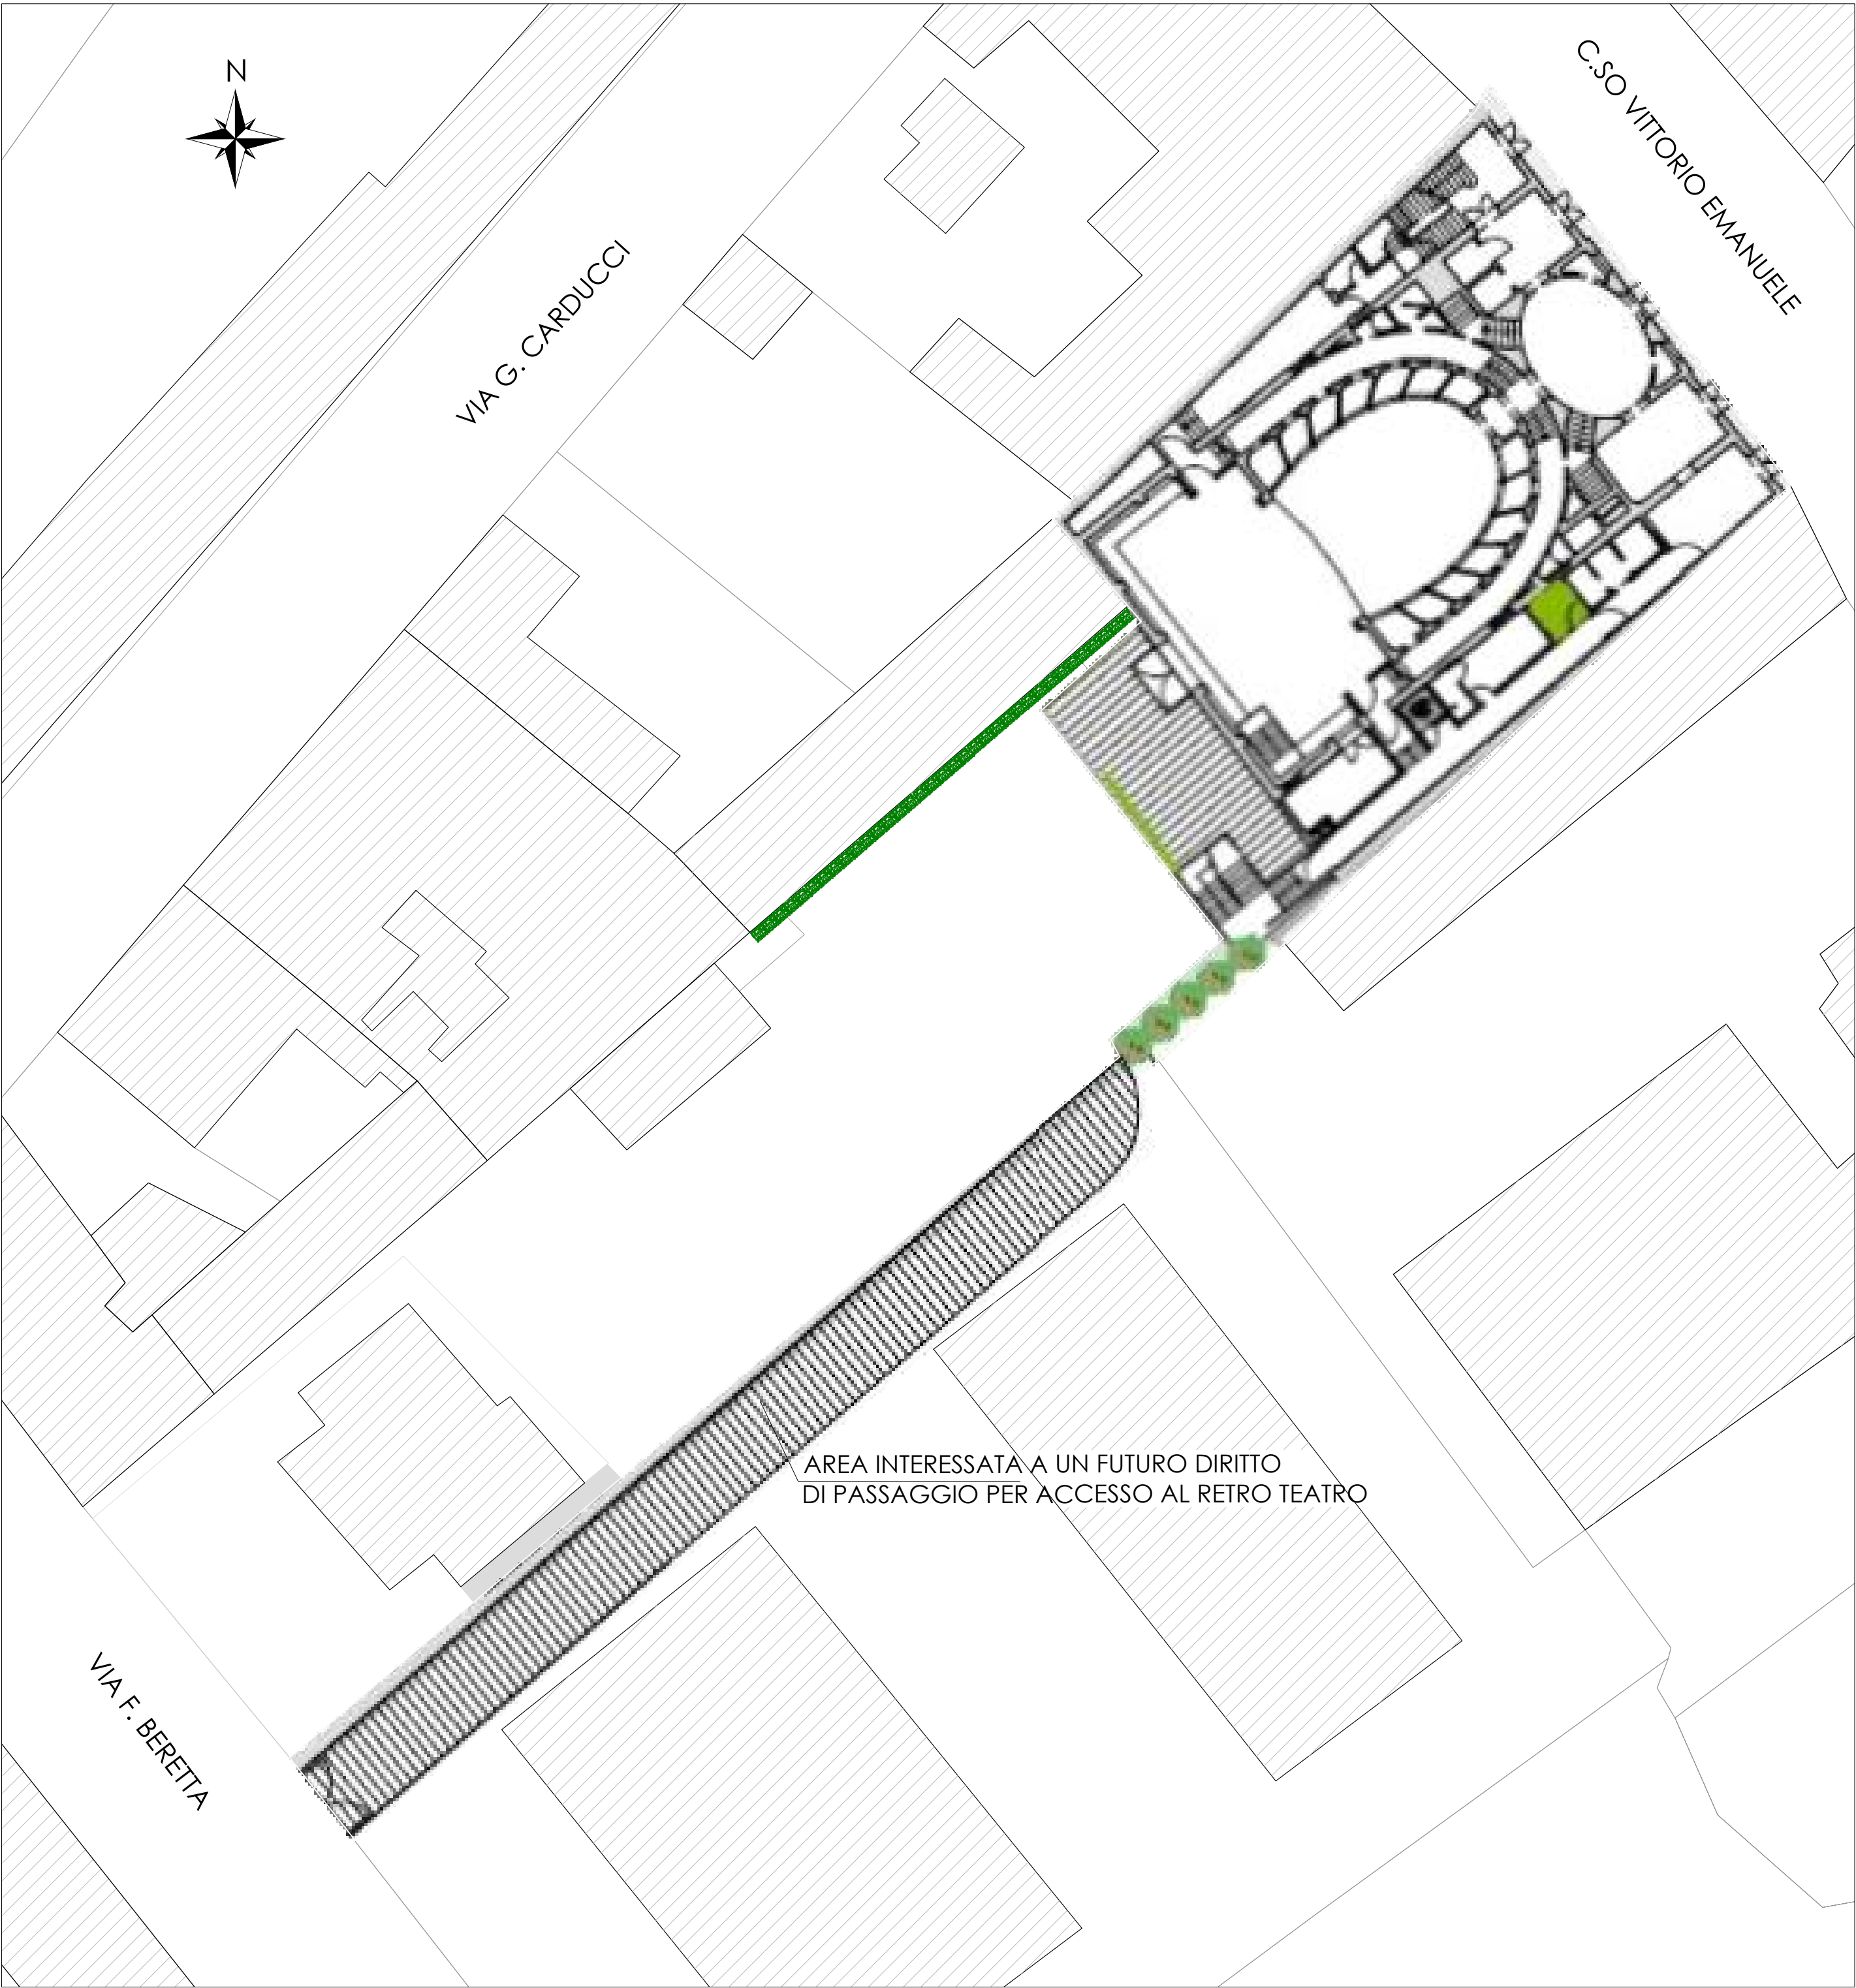 N
C.SO VITTORIO EMANUELE
VIA G. CARDUCCI
AREA INTERESSATA A UN FUTURO DIRITTO
DI PASSAGGIO PER ACCESSO AL RETRO TEATRO
VIA F. BERETTA